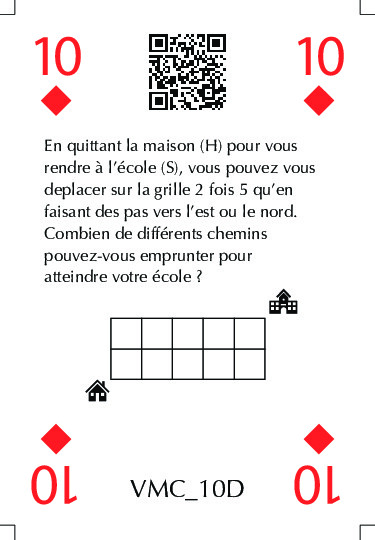 10 10
En quittant la maison (H) pour vous
rendre à l'école (S), vous pouvez vous
deplacer sur la grille 2 fois 5 qu'en
faisant des pas vers l'est ou le nord.
Combien de différents chemins
pouvez-vous emprunter pour
atteindre votre école ?
10 VMC_10D 10